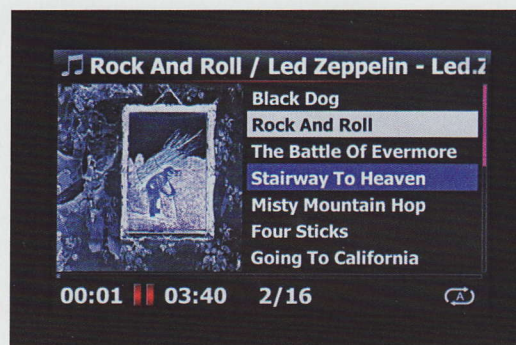 Rock And Roll / Led Zeppelin - Led.Z
Black Dog
Rock And Roll
The Battle Of Evermore
Stairway To Heaven
Misty Mountain Hop
Four Sticks
Going To California
00:01 03:40 2/16 A